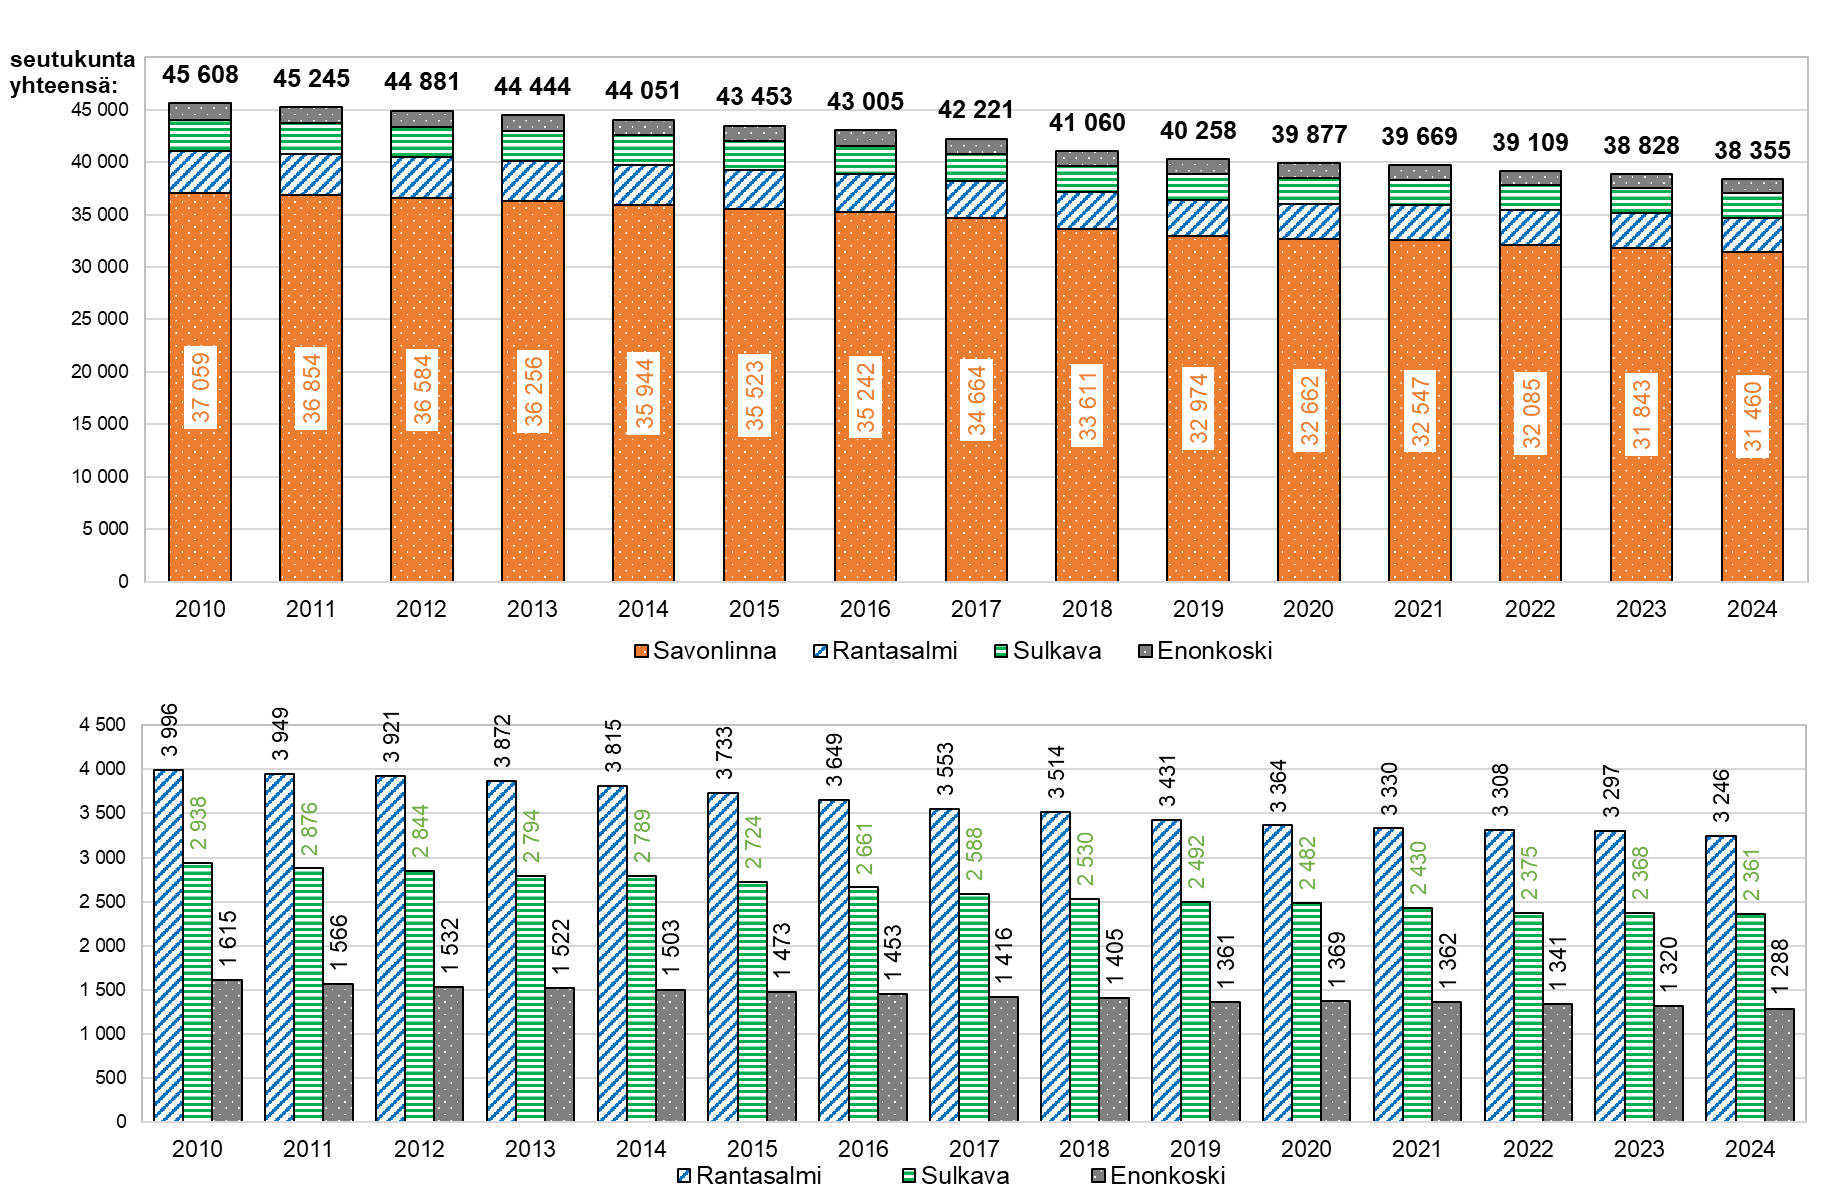 seutukunta
yhteensä:
45 608 45 245 44 881 44 444 44 051 43 453 43 005 42 221 41 060 40 258 39 877 39 669 39 109 38 828 38 355
45 000
40 000
35 000
30 000
25 000
20 000
15 000
10 000
5 000
0
37 059 36 854 36 584 36 256 35 944 35 523 35 242 34 664 33 611 32 974 32 662 32 547 32 085 31 843 31 460
2010 2011 2012 2013 2014 2015 2016 2017 2018 2019 2020 2021 2022 2023 2024
Savonlinna Rantasalmi Sulkava Enonkoski
4 500
4 000
3 500
3 000
2 500
2 000
1 500
1 000
500
0
3 996 3 949 3 921 3 872 3 815 3 733 3 649 3 553 3 514 3 431 3 364 3 330 3 308 3 297 3 246
2 938 2 876 2 844 2 794 2 789 2 724 2 661 2 588 2 530 2 492 2 482 2 430 2 375 2 368 2 361
1 615 1 566 1 532 1 522 1 503 1 473 1 453 1 416 1 405 1 361 1 369 1 362 1 341 1 320 1 288
2010 2011 2012 2013 2014 2015 2016 2017 2018 2019 2020 2021 2022 2023 2024
Rantasalmi Sulkava Enonkoski